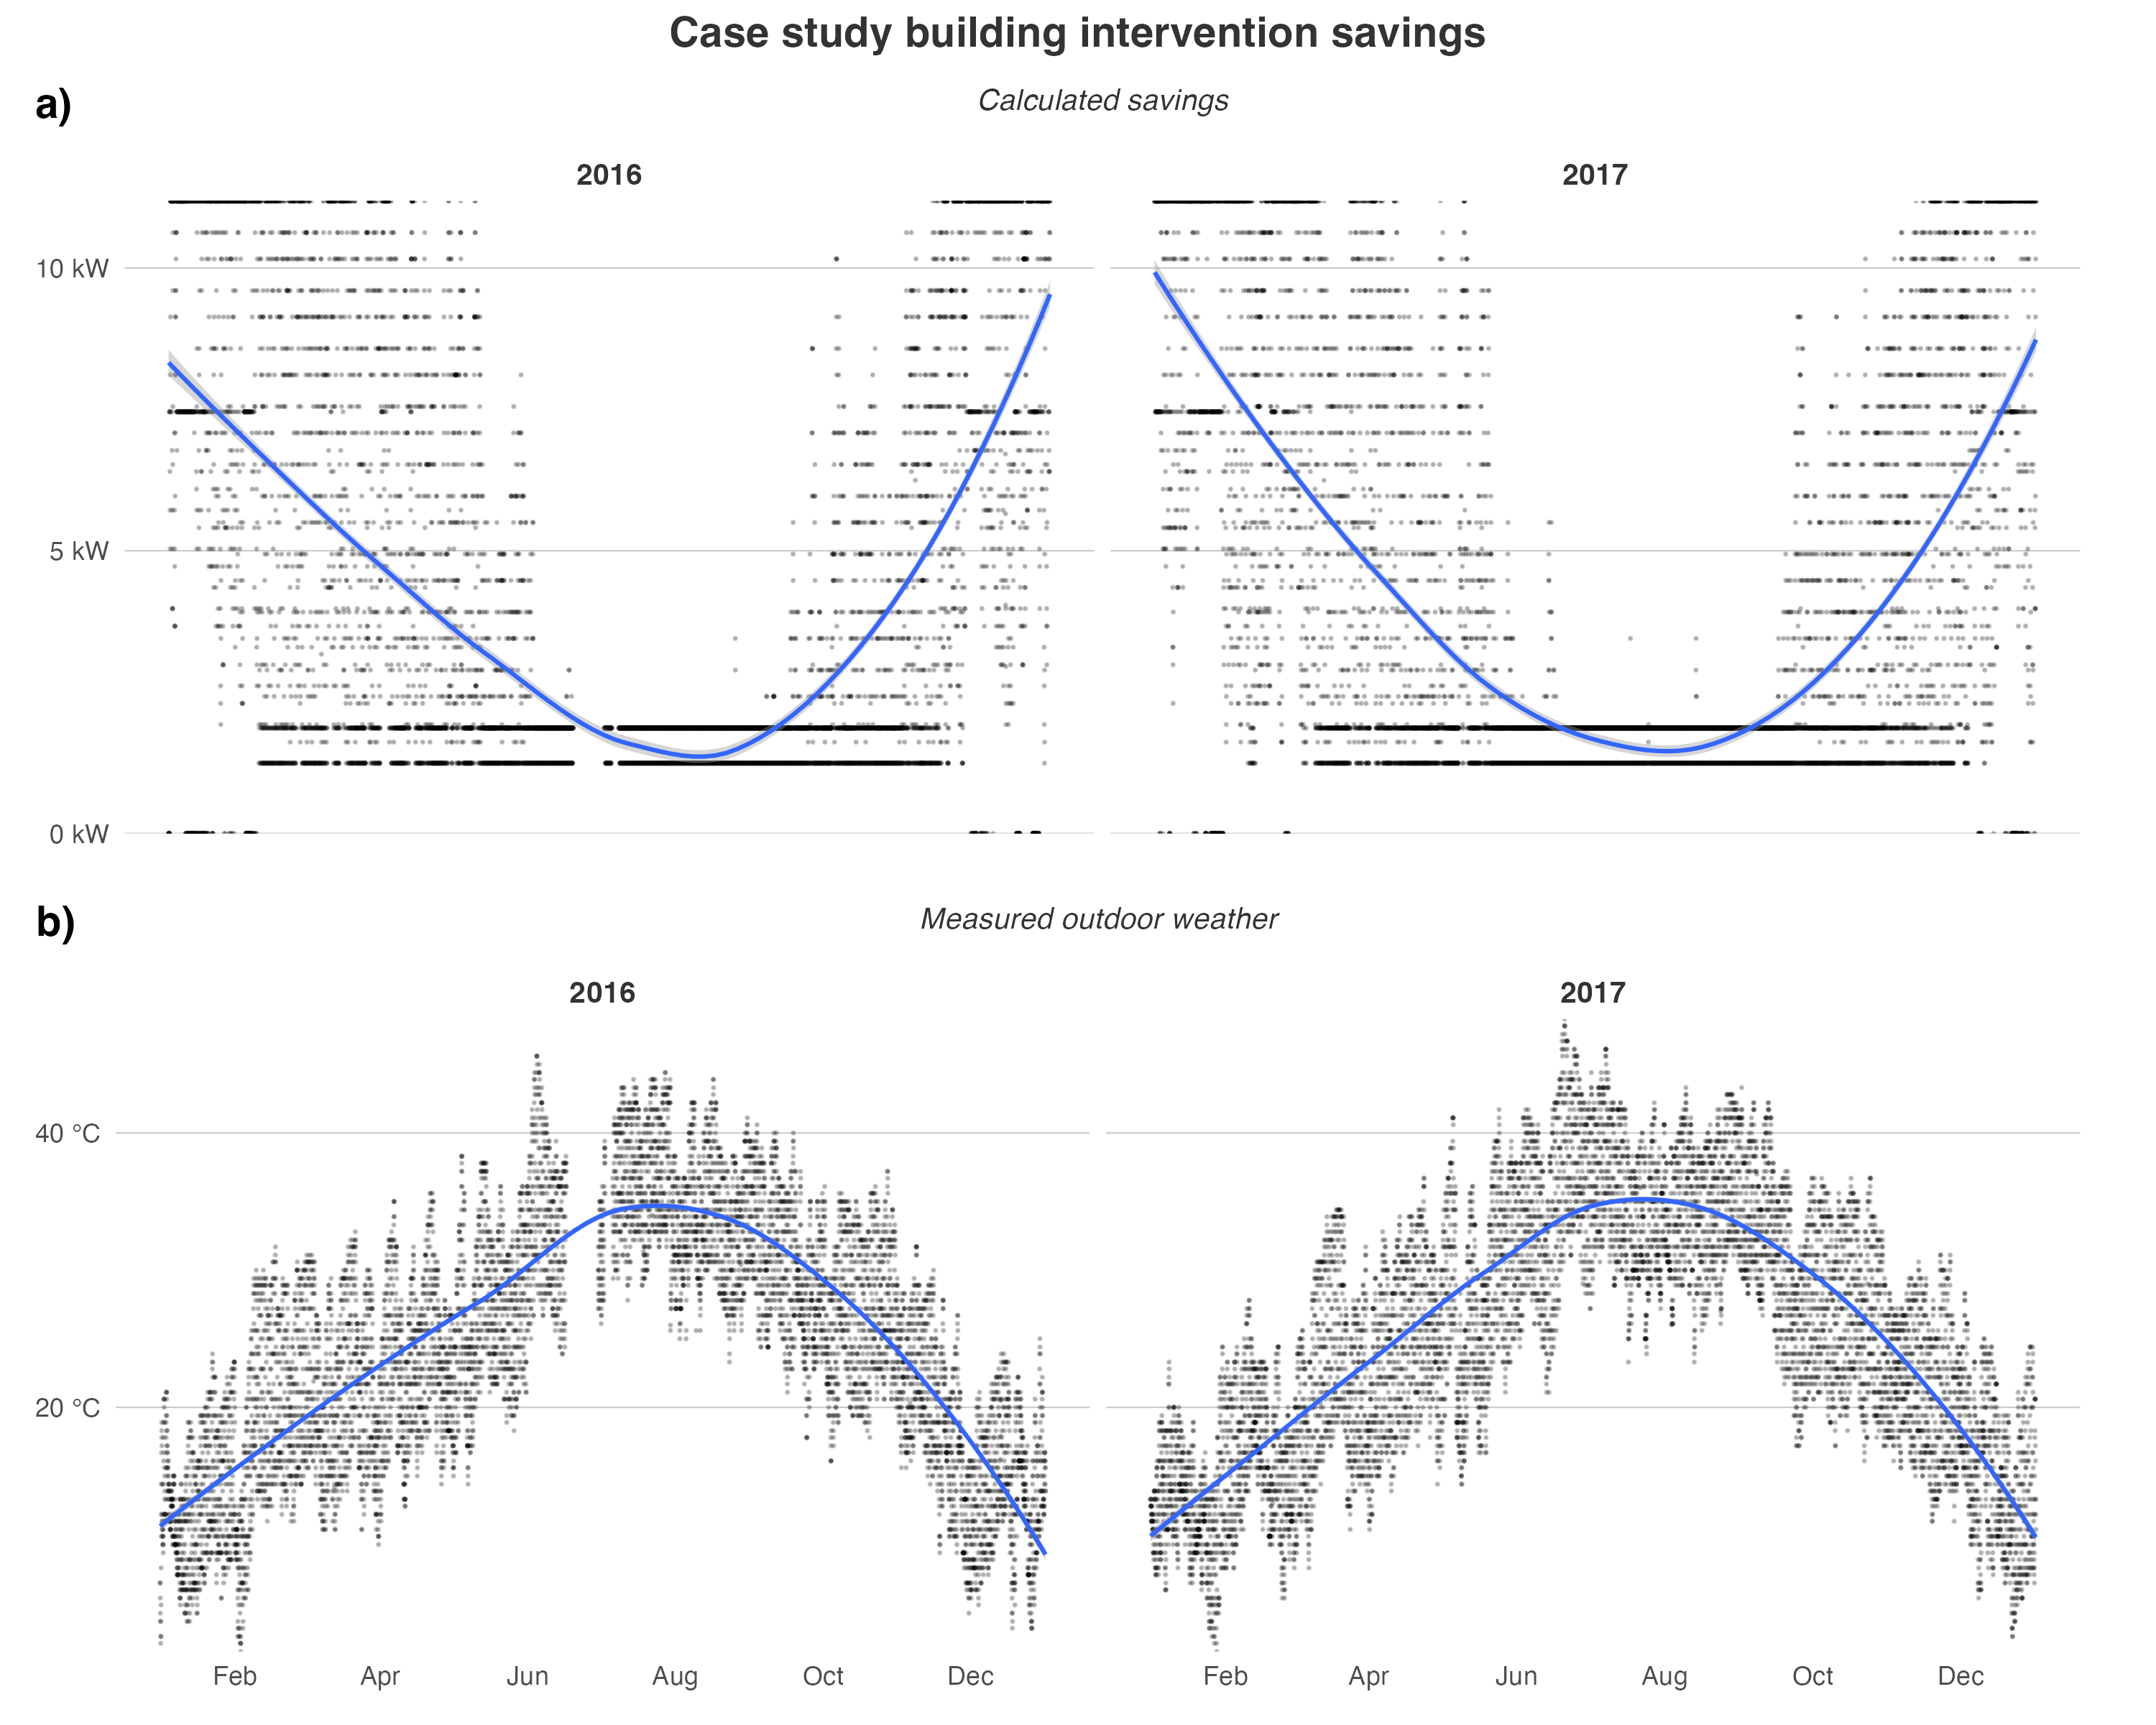 Case study building intervention savings
a)
Calculated savings
2016 2017
10 kW
5 kW
0 kW
b)
Measured outdoor weather
2016 2017
40 °C
20 °C
Feb Apr Jun Aug Oct Dec Feb Apr Jun Aug Oct Dec